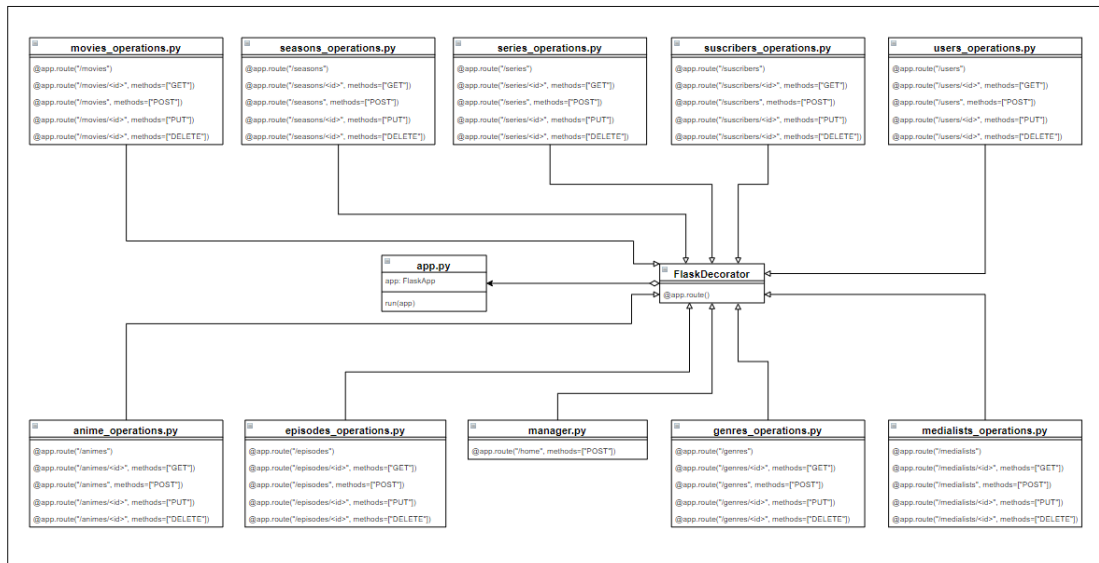 movies_operations.py
@app.route("/movies")
@app.route("/movies/<id>", methods=["GET"])
@app.route("/movies", methods=["POST"])
@app.route("/movies/<id>", methods=["PUT"])
@app.route("/movies/<id>", methods=["DELETE"])
seasons_operations.py
@app.route("/seasons")
@app.route("/seasons/<id>", methods=["GET"])
@app.route("/seasons", methods=["POST"])
@app.route("/seasons/<id>", methods=["PUT"])
@app.route("/seasons/<id>", methods=["DELETE"])
series_operations.py
@app.route("/series")
@app.route("/series/<id>", methods=["GET"])
@app.route("/series", methods=["POST"])
@app.route("/series/<id>", methods=["PUT"])
@app.route("/series/<id>", methods=["DELETE"])
suscribers_operations.py
@app.route("/suscribers")
@app.route("/suscribers/<id>", methods=["GET"])
@app.route("/suscribers", methods=["POST"])
@app.route("/suscribers/<id>", methods=["PUT"])
@app.route("/suscribers/<id>", methods=["DELETE"])
users_operations.py
@app.route("/users")
@app.route("/users/<id>", methods=["GET"])
@app.route("/users", methods=["POST"])
@app.route("/users/<id>", methods=["PUT"])
@app.route("/users/<id>", methods=["DELETE"])
app.py
app: FlaskApp
run(app)
FlaskDecorator
@app.route()
anime_operations.py
@app.route("/animes")
@app.route("/animes/<id>", methods=["GET"])
@app.route("/animes", methods=["POST"])
@app.route("/animes/<id>", methods=["PUT"])
@app.route("/animes/<id>", methods=["DELETE"])
episodes_operations.py
@app.route("/episodes")
@app.route("/episodes/<id>", methods=["GET"])
@app.route("/episodes", methods=["POST"])
@app.route("/episodes/<id>", methods=["PUT"])
@app.route("/episodes/<id>", methods=["DELETE"])
manager.py
@app.route("/home", methods=["POST"])
genres_operations.py
@app.route("/genres")
@app.route("/genres/<id>", methods=["GET"])
@app.route("/genres", methods=["POST"])
@app.route("/genres/<id>", methods=["PUT"])
@app.route("/genres/<id>", methods=["DELETE"])
medialists_operations.py
@app.route("/medialists")
@app.route("/medialists/<id>", methods=["GET"])
@app.route("/medialists", methods=["POST"])
@app.route("/medialists/<id>", methods=["PUT"])
@app.route("/medialists/<id>", methods=["DELETE"])